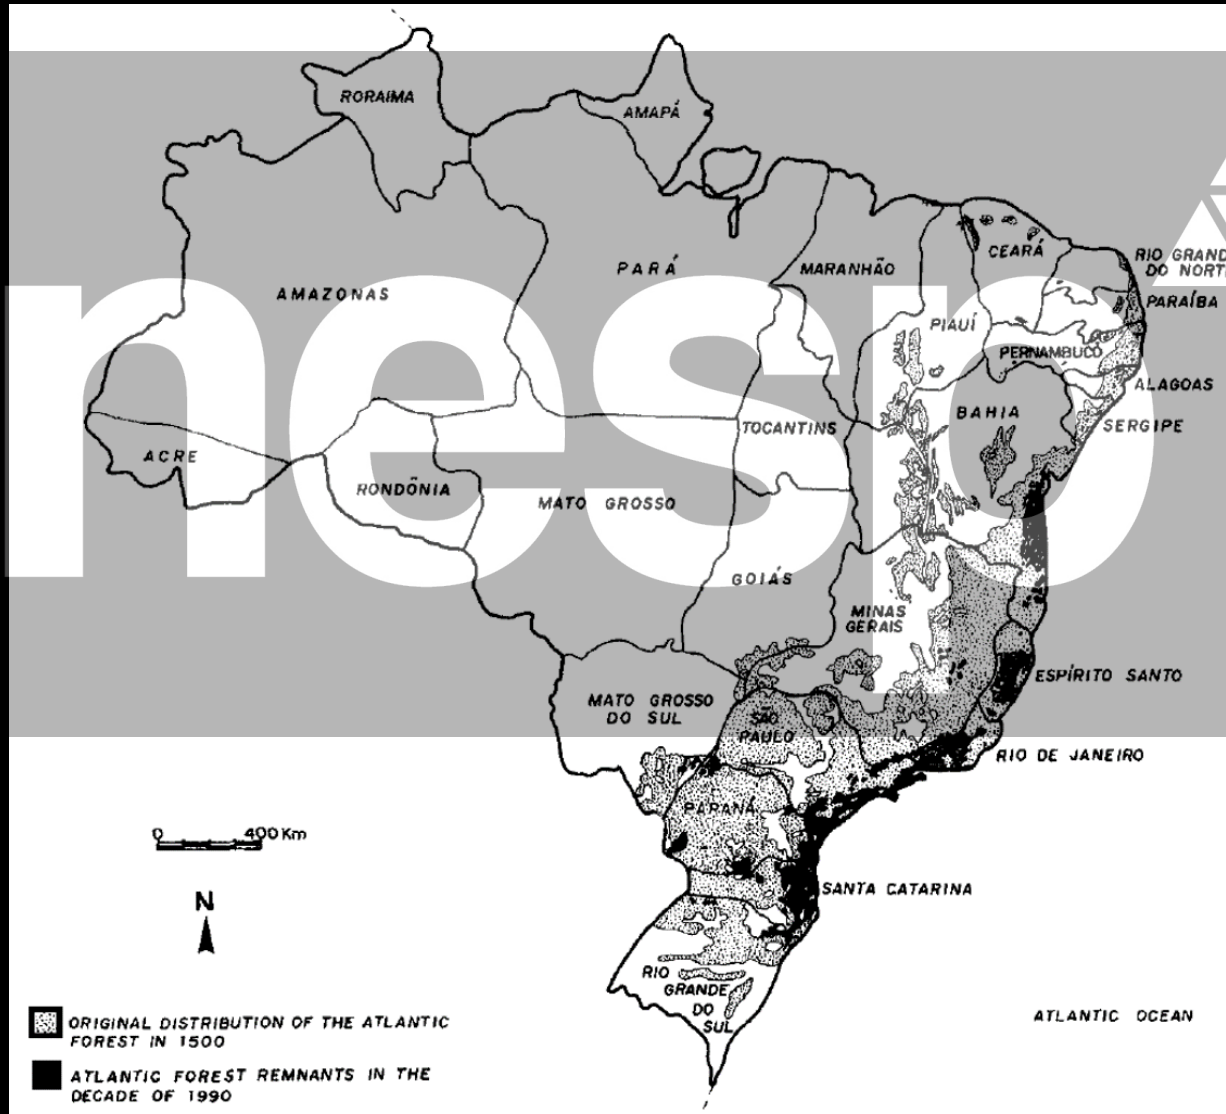 RORAIMA
AMAPÁ
CEARÁ
RIO GRAND
DO NORT
PARÁ
MARANHÃO
AMAZONAS
PARAÍBA
PIAUÍ
PERNAMBUCO
ALAGOAS
BAHIA
TOCANTINS
SERGIPE
ACRE
RONDÔNIA
MATO GROSSO
GOIÁS
MINAS
GERAIS
ESPÍRITO SANTO
MATO GROSSO
DO SUL
SÃO
PAULO
RIO DE JANEIRO
PARANÁ
0 400 Km
N
SANTA CATARINA
RIO
GRANDE
DO
SUL
ATLANTIC OCEAN
ORIGINAL DISTRIBUTION OF THE ATLANTIC
FOREST IN 1500
ATLANTIC FOREST REMNANTS IN THE
DECADE OF 1990
nesp